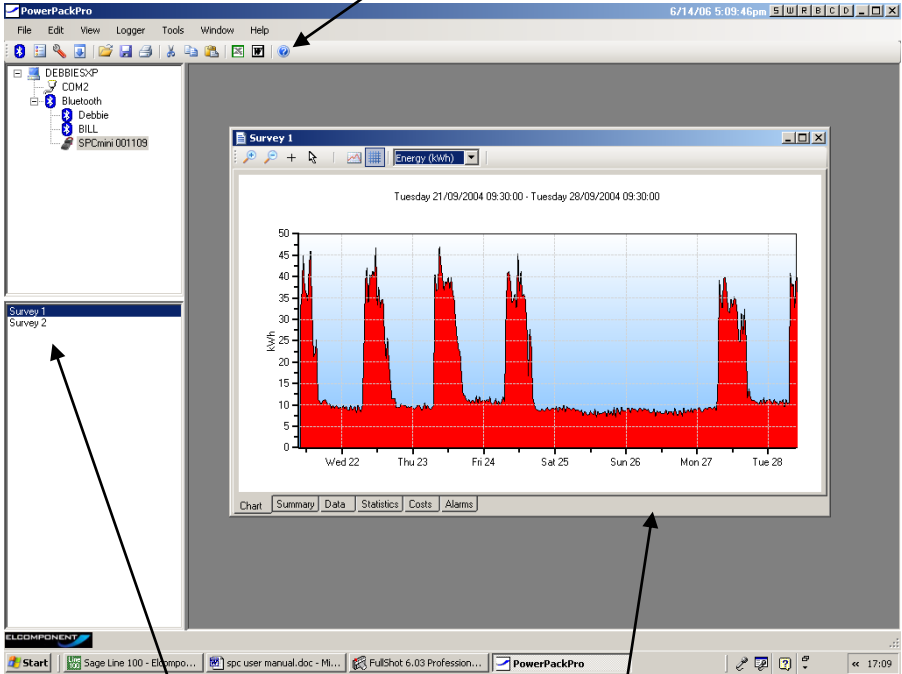 PowerPackPro
6/14/06 5:09:46pm S W R B C D
File Edit View Logger Tools Window Help
DEBBIESXP
COM2
Bluetooth
Debbie
BILL
SPCmini 001109
Survey 1
Survey 2
Survey 1
Energy (kWh)
Tuesday 21/09/2004 09:30:00 - Tuesday 28/09/2004 09:30:00
kWh
50
45
40
35
30
25
20
15
10
5
0
Wed 22 Thu 23 Fri 24 Sat 25 Sun 26 Mon 27 Tue 28
Chart Summary Data Statistics Costs Alarms
ELCOMPONENT
Start Line 100 Sage Line 100 - Elcompo... spc user manual.doc - Mi... FullShot 6.03 Profession... PowerPackPro « 17:09